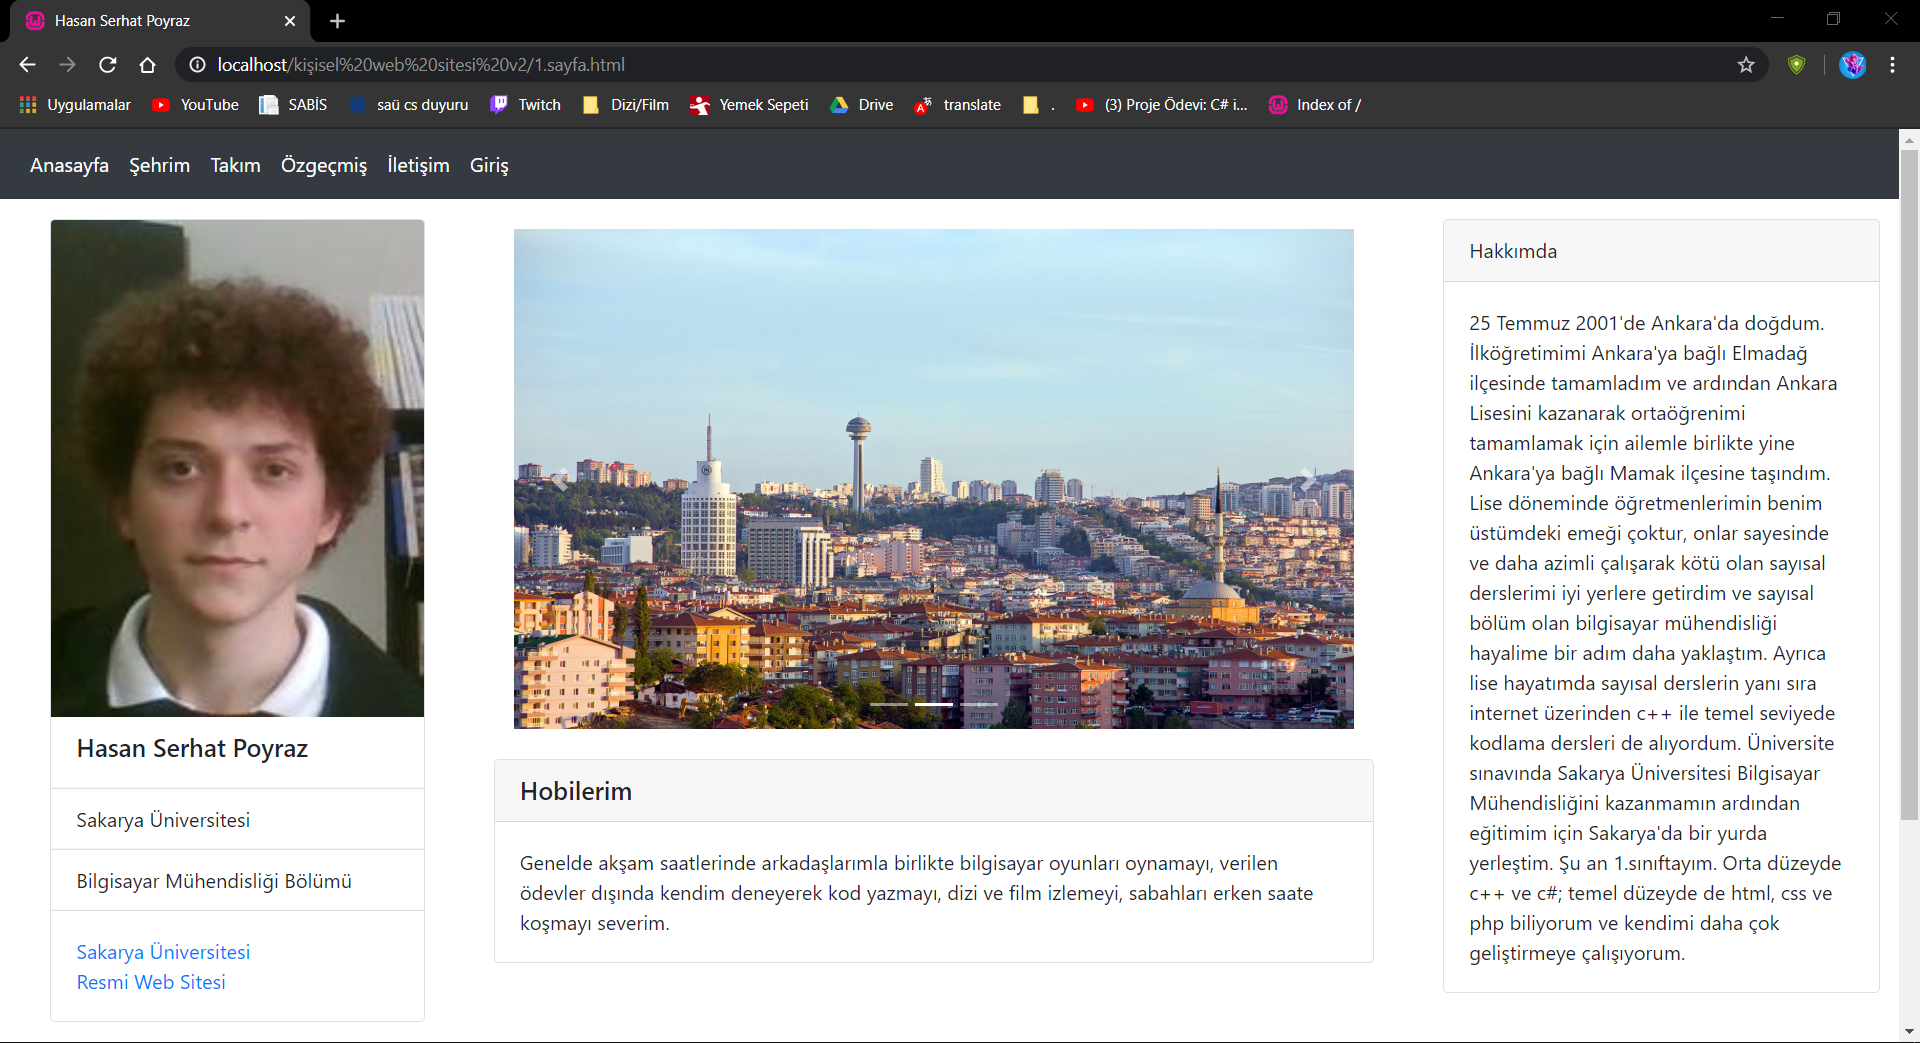 Hasan Serhat Poyraz
localhost/kişisel%20web%20sitesi%20v2/1.sayfa.html
Uygulamalar YouTube SABİS saü cs duyuru Twitch Dizi/Film Yemek Sepeti Drive translate . (3) Proje Ödevi: C# i... Index of /
Anasayfa Şehrim Takım Özgeçmiş İletişim Giriş
Hasan Serhat Poyraz
Sakarya Üniversitesi
Bilgisayar Mühendisliği Bölümü
Sakarya Üniversitesi
Resmi Web Sitesi
Hobilerim
Genelde akşam saatlerinde arkadaşlarımla birlikte bilgisayar oyunları oynamayı, verilen
ödevler dışında kendim deneyerek kod yazmayı, dizi ve film izlemeyi, sabahları erken saate
koşmayı severim.
Hakkımda
25 Temmuz 2001'de Ankara'da doğdum.
İlköğretimimi Ankara'ya bağlı Elmadağ
ilçesinde tamamladım ve ardından Ankara
Lisesini kazanarak ortaöğrenimi
tamamlamak için ailemle birlikte yine
Ankara'ya bağlı Mamak ilçesine taşındım.
Lise döneminde öğretmenlerimin benim
üstümdeki emeği çoktur, onlar sayesinde
ve daha azimli çalışarak kötü olan sayısal
derslerimi iyi yerlere getirdim ve sayısal
bölüm olan bilgisayar mühendisliği
hayalime bir adım daha yaklaştım. Ayrıca
lise hayatımda sayısal derslerin yanı sıra
internet üzerinden c++ ile temel seviyede
kodlama dersleri de alıyordum. Üniversite
sınavında Sakarya Üniversitesi Bilgisayar
Mühendisliğini kazanmamın ardından
eğitimim için Sakarya'da bir yurda
yerleştim. Şu an 1.sınıftayım. Orta düzeyde
c++ ve c#; temel düzeyde de html, css ve
php biliyorum ve kendimi daha çok
geliştirmeye çalışıyorum.